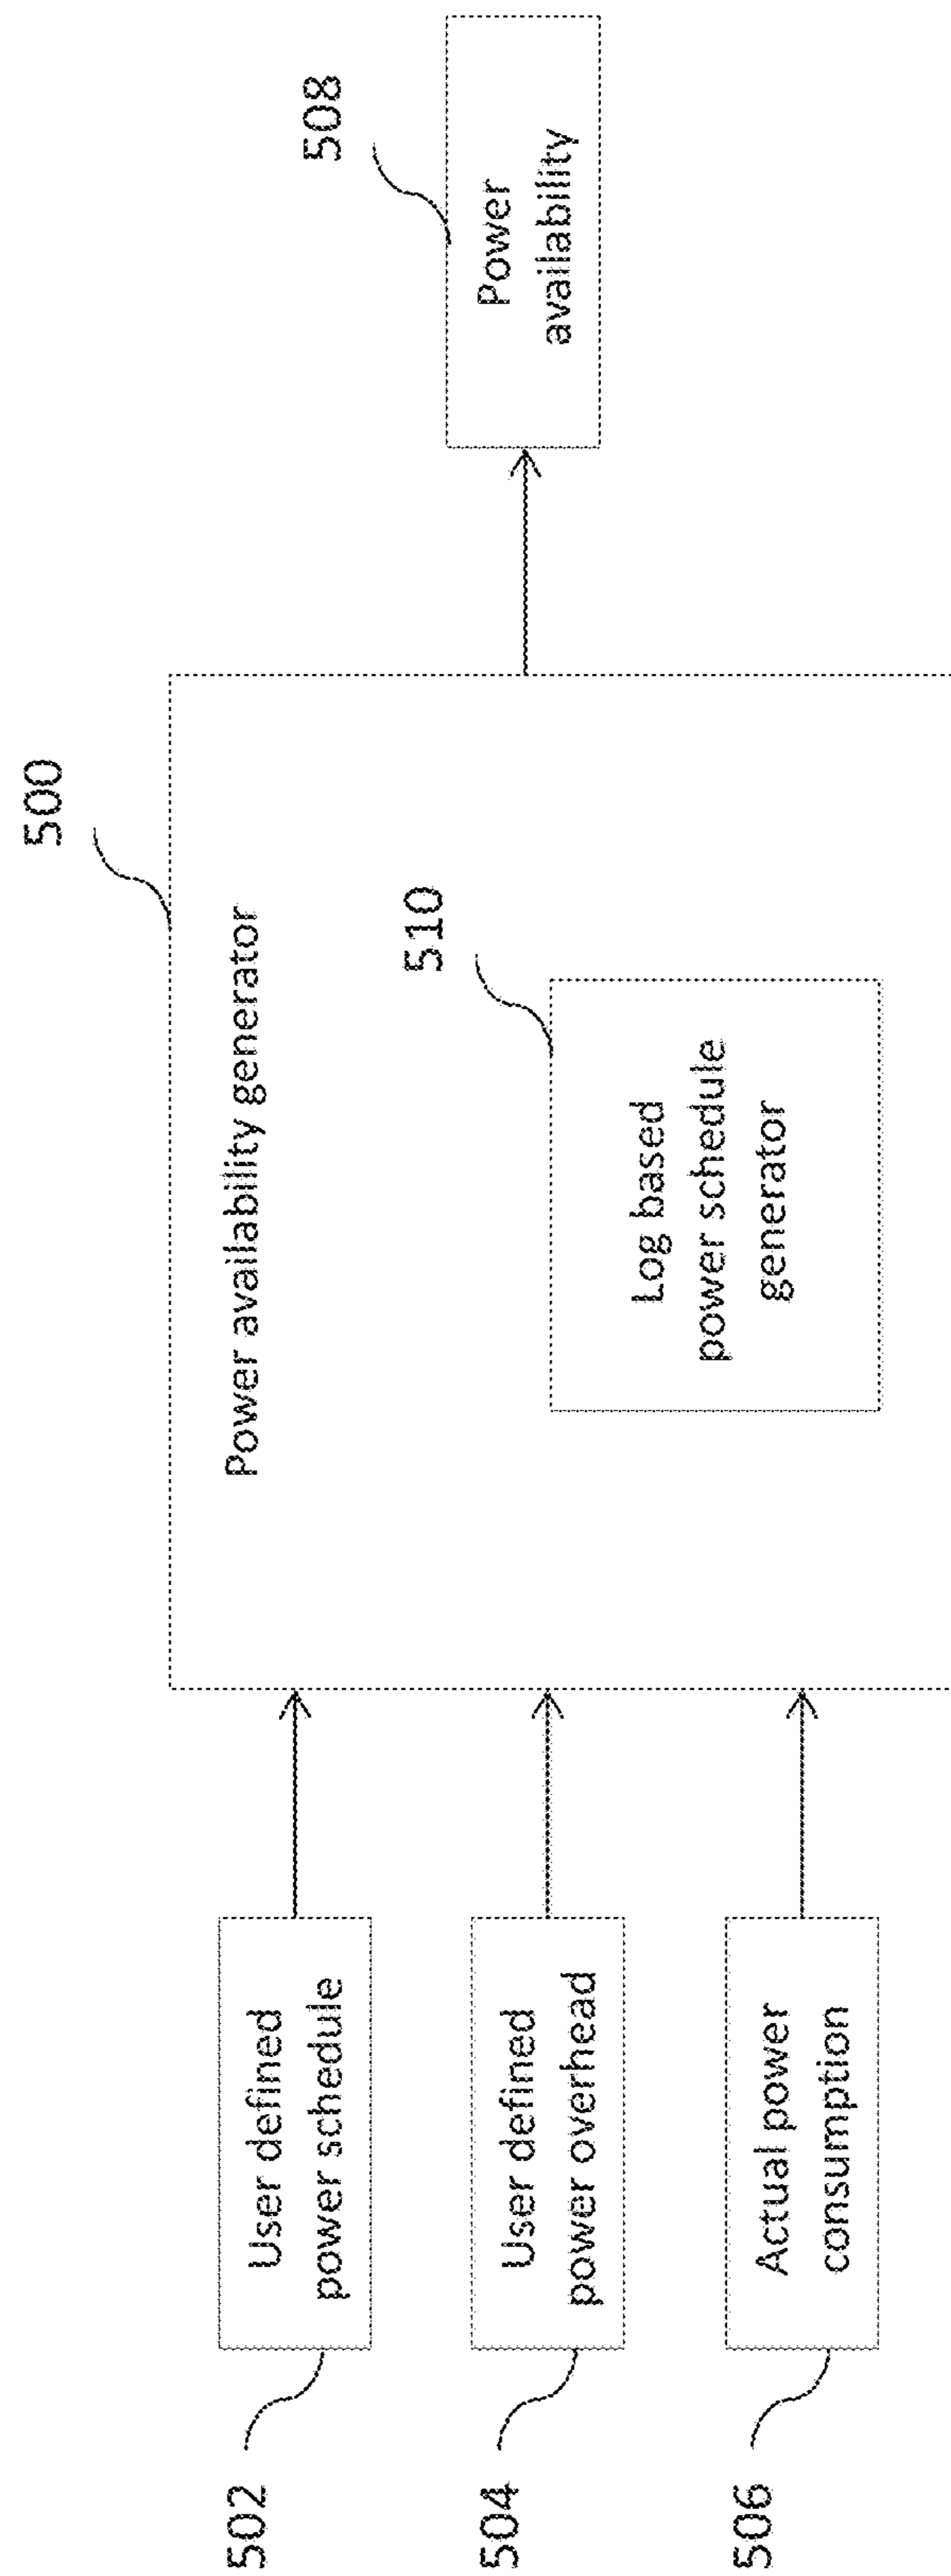 500
Power availability generator
502
User defined
power schedule
504
User defined
power overhead
506
Actual power
consumption
510
Log based
power schedule
generator
508
Power
availability